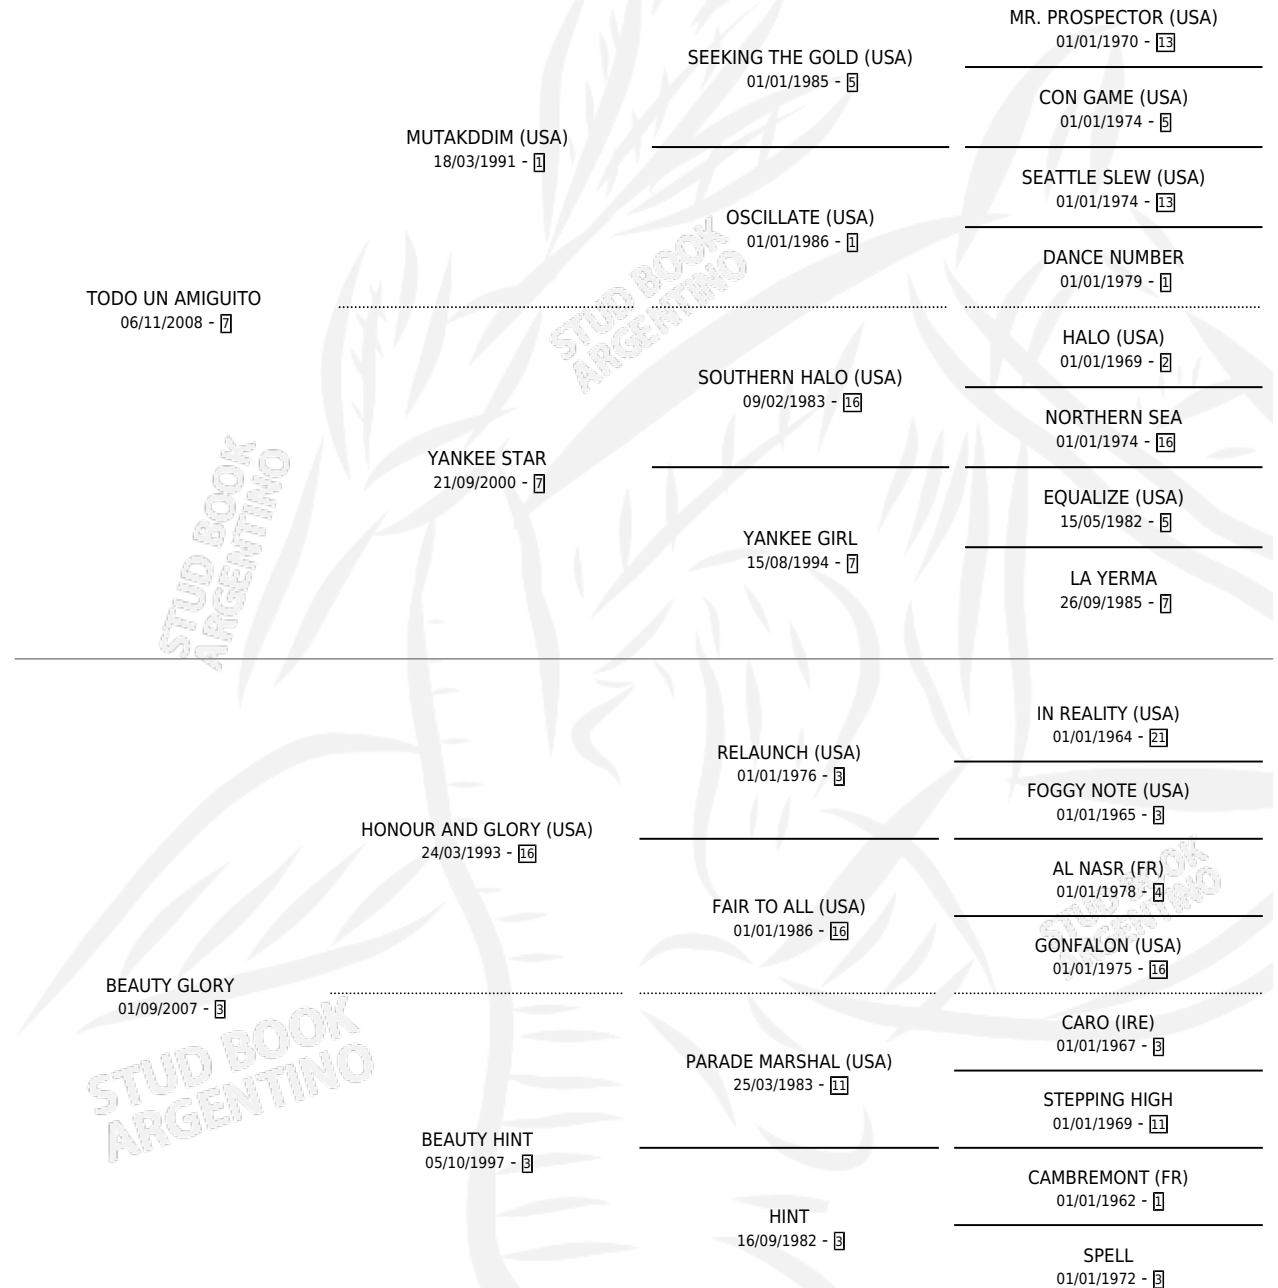 MR. PROSPECTOR (USA)
01/01/1970 - 13
SEEKING THE GOLD (USA)
01/01/1985 - 5
CON GAME (USA)
01/01/1974 - 5
MUTAKDDIM (USA)
18/03/1991 - 1
SEATTLE SLEW (USA)
01/01/1974 - 13
OSCILLATE (USA)
01/01/1986 - 1
DANCE NUMBER
01/01/1979 - 1
TODO UN AMIGUITO
06/11/2008 - 7
HALO (USA)
01/01/1969 - 2
SOUTHERN HALO (USA)
09/02/1983 - 16
NORTHERN SEA
01/01/1974 - 16
YANKEE STAR
21/09/2000 - 7
EQUALIZE (USA)
15/05/1982 - 5
YANKEE GIRL
15/08/1994 - 7
LA YERMA
26/09/1985 - 7
STUD BOOK
ARGENTINO
STUD BOOK
ARGENTINO
IN REALITY (USA)
01/01/1964 - 21
RELAUNCH (USA)
01/01/1976 - 3
FOGGY NOTE (USA)
01/01/1965 - 3
HONOUR AND GLORY (USA)
24/03/1993 - 16
AL NASR (FR)
01/01/1978 - 4
FAIR TO ALL (USA)
01/01/1986 - 16
GONFALON (USA)
01/01/1975 - 16
STUD BOOK
ARGENTINO
BEAUTY GLORY
01/09/2007 - 3
CARO (IRE)
01/01/1967 - 3
PARADE MARSHAL (USA)
25/03/1983 - 11
STEPPING HIGH
01/01/1969 - 11
BEAUTY HINT
05/10/1997 - 3
CAMBREMONT (FR)
01/01/1962 - 1
HINT
16/09/1982 - 3
SPELL
01/01/1972 - 3
STUD BOOK
ARGENTINO